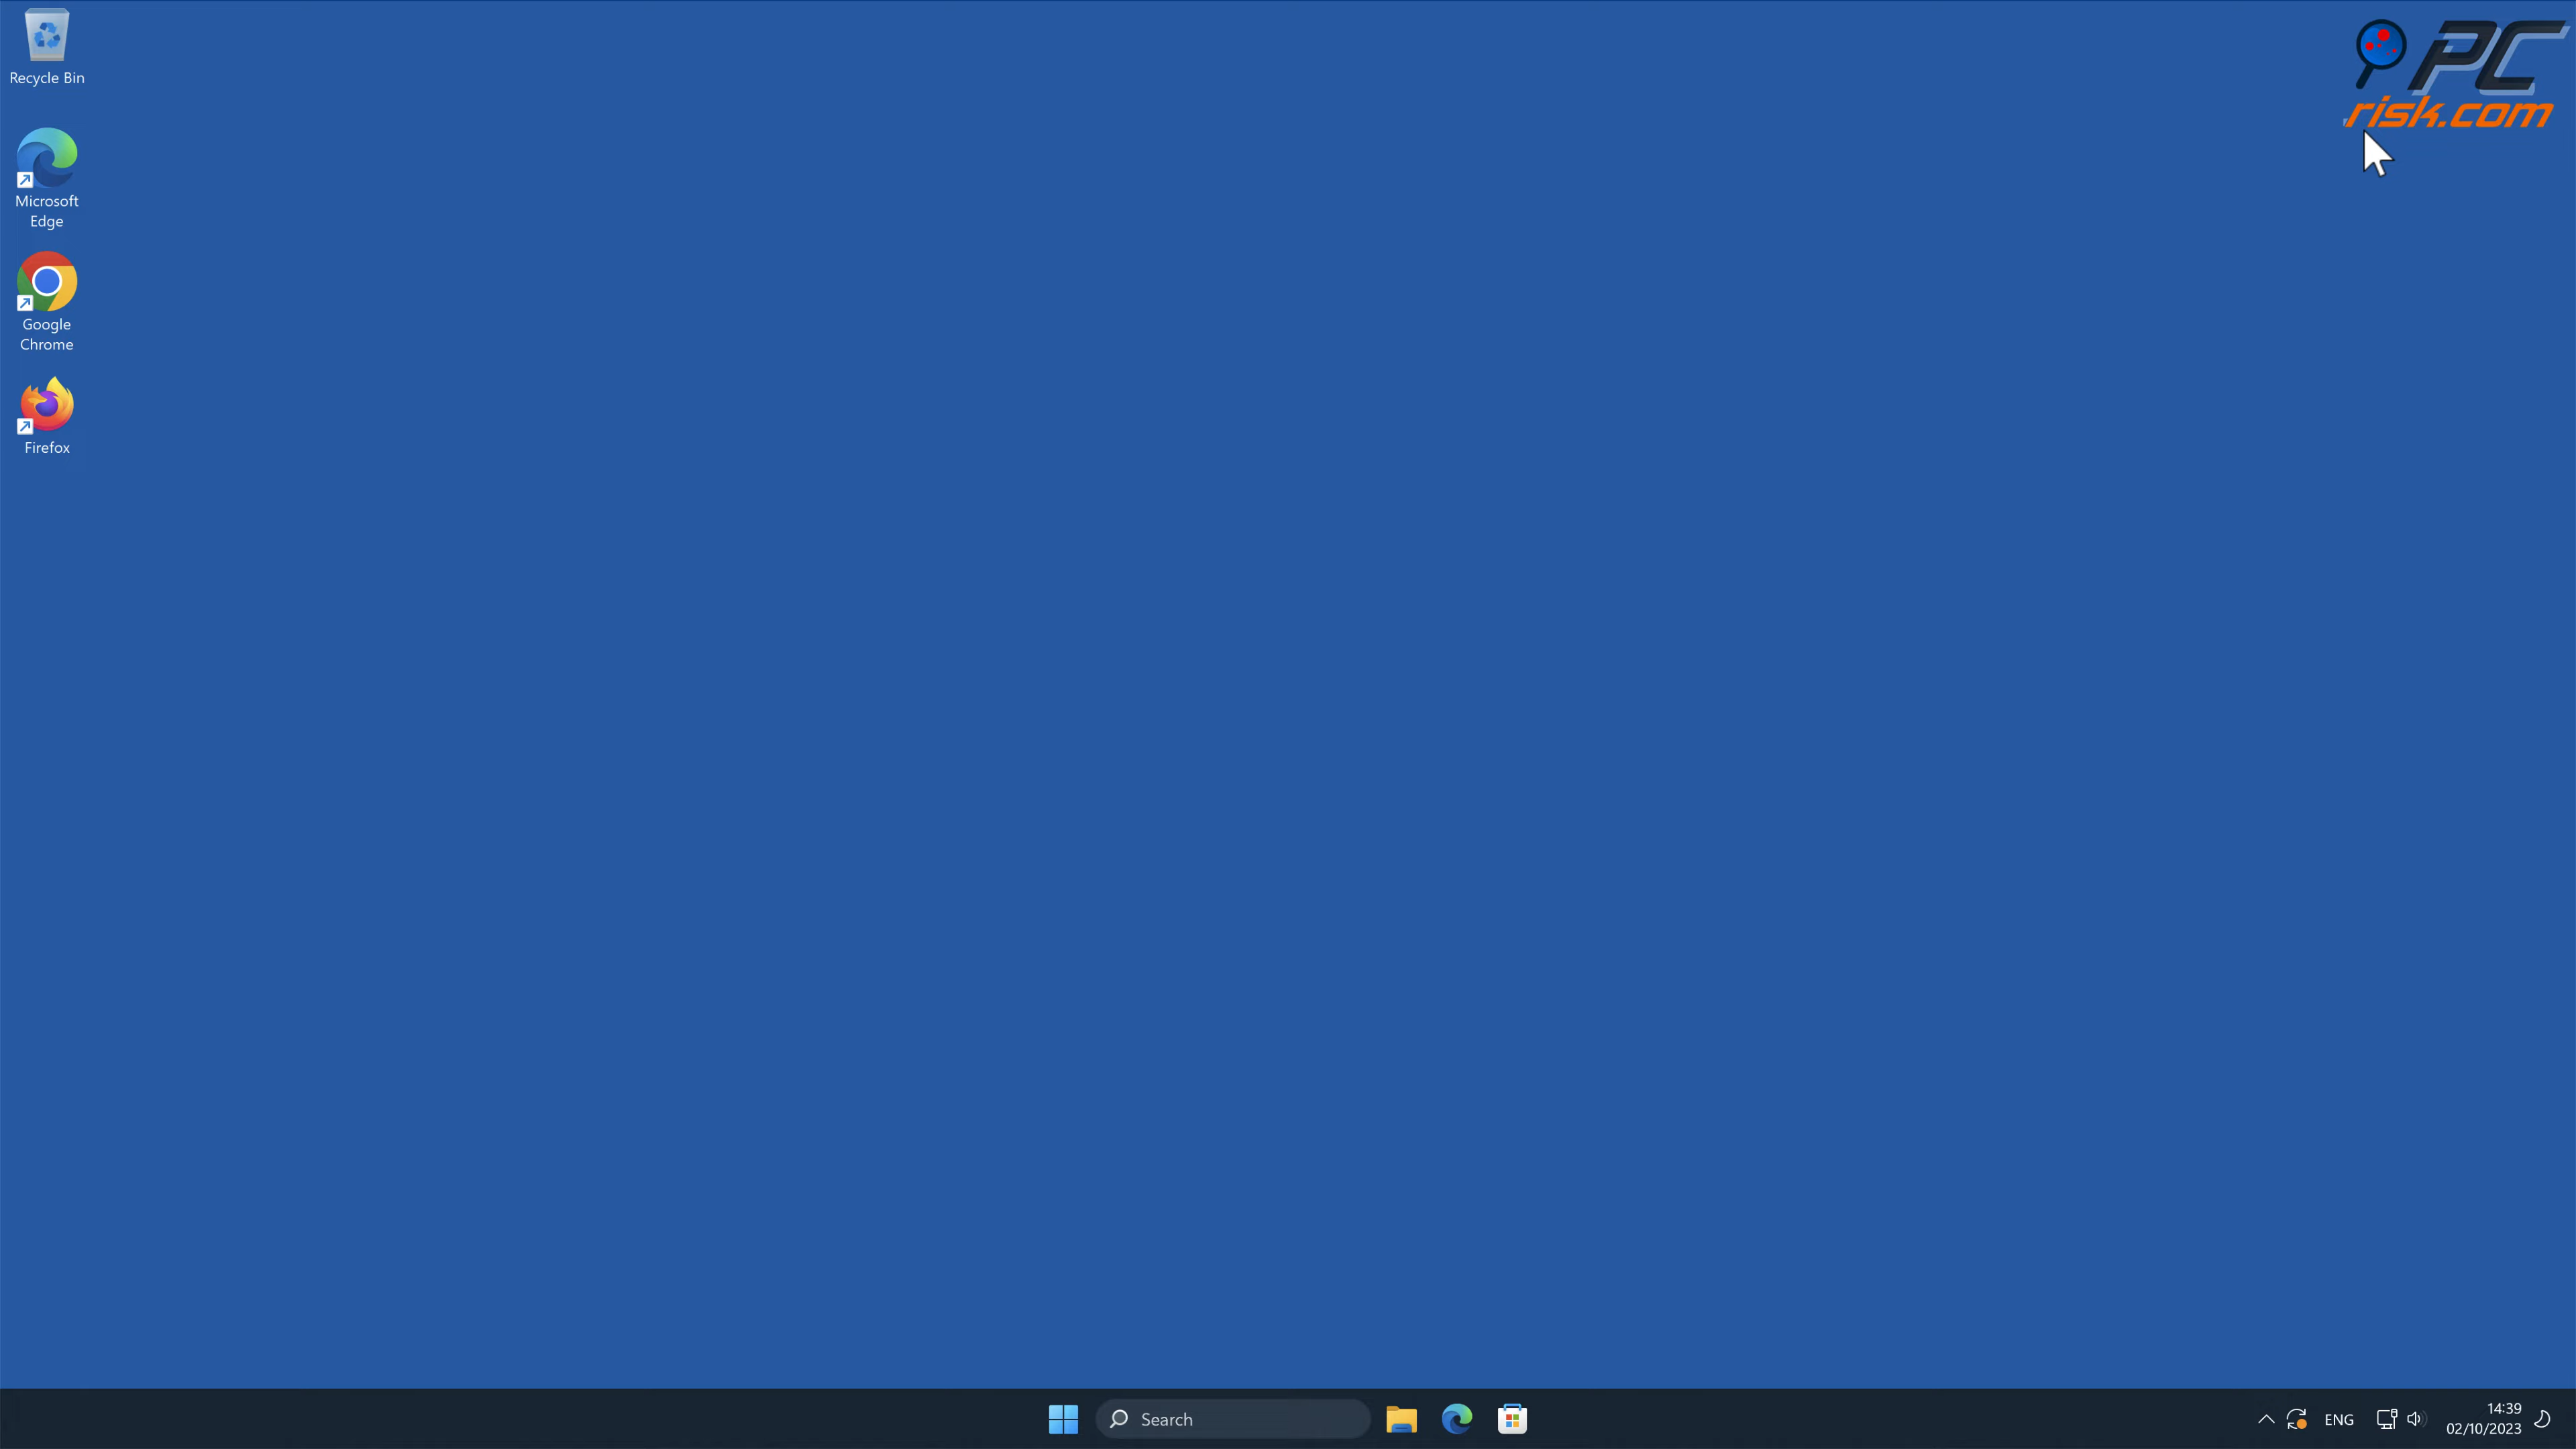 Recycle Bin
PC
risk.com
Microsoft
Edge
Google
Chrome
Firefox
Search
ENG
14:39
02/10/2023